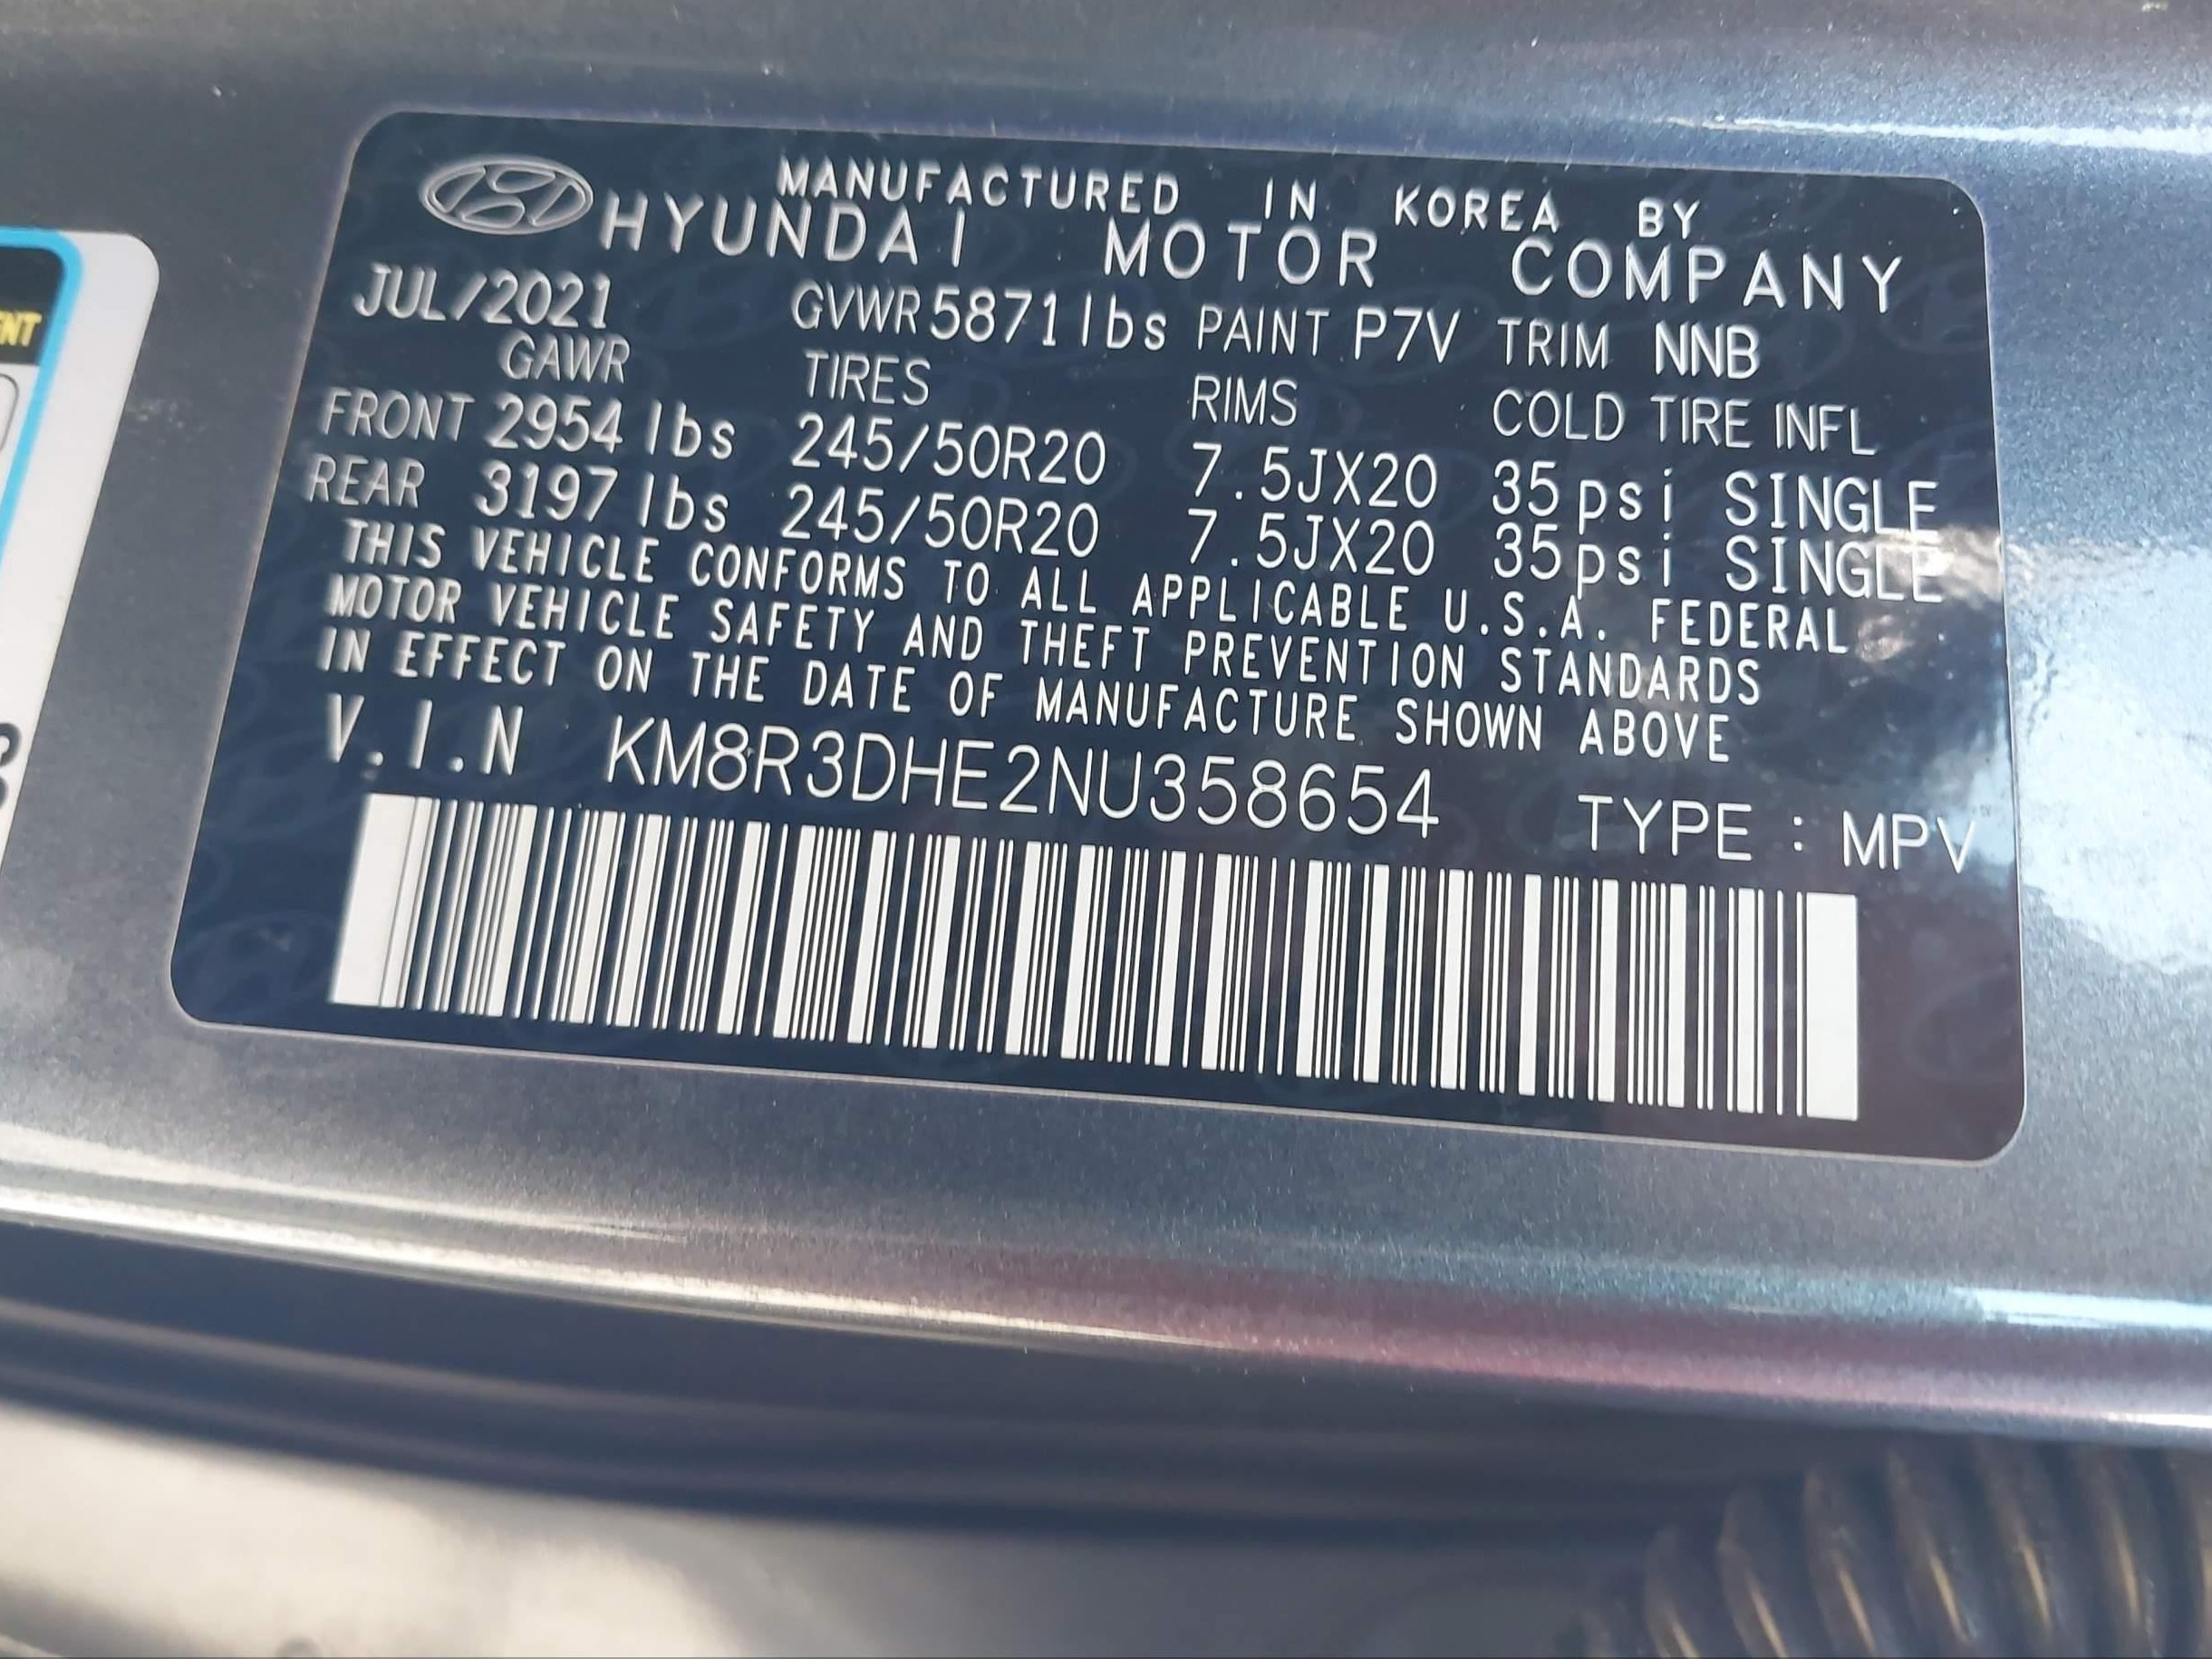 MANUFACTURED IN KOREA BY
HYUNDAI MOTOR COMPANY
JUL/2021 GVWR 5871 lbs PAINT P7V TRIM NNB
GAWR TIRES RIMS COLD TIRE INFL
FRONT 2954 lbs 245/50R20 7.5JX20 35psi SINGLE
REAR 3197 lbs 245/50R20 7.5JX20 35psi SINGLE
THIS VEHICLE CONFORMS TO ALL APPLICABLE U.S.A. FEDERAL
MOTOR VEHICLE SAFETY AND THEFT PREVENTION STANDARDS
IN EFFECT ON THE DATE OF MANUFACTURE SHOWN ABOVE
V.I.N KM8R3DHE2NU358654 TYPE : MPV